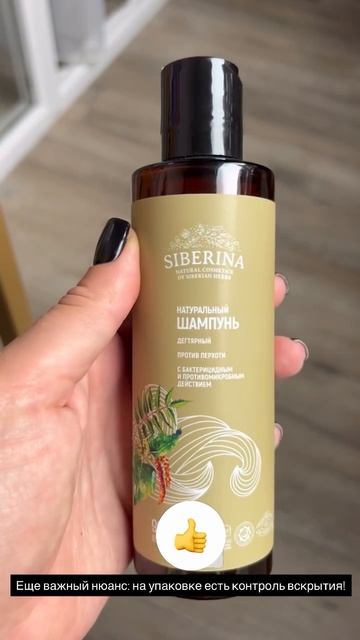 SIBERINA
NATURAL COSMETICS
OF SIBERIAN HERBS
НАТУРАЛЬНЫЙ
ШАМПУНЬ
ДЕГТЯРНЫЙ
ПРОТИВ ПЕРХОТИ
С БАКТЕРИЦИДНЫМ
И ПРОТИВОМИКРОБНЫМ
ДЕЙСТВИЕМ
Еще важный нюанс: на упаковке есть контроль вскрытия!